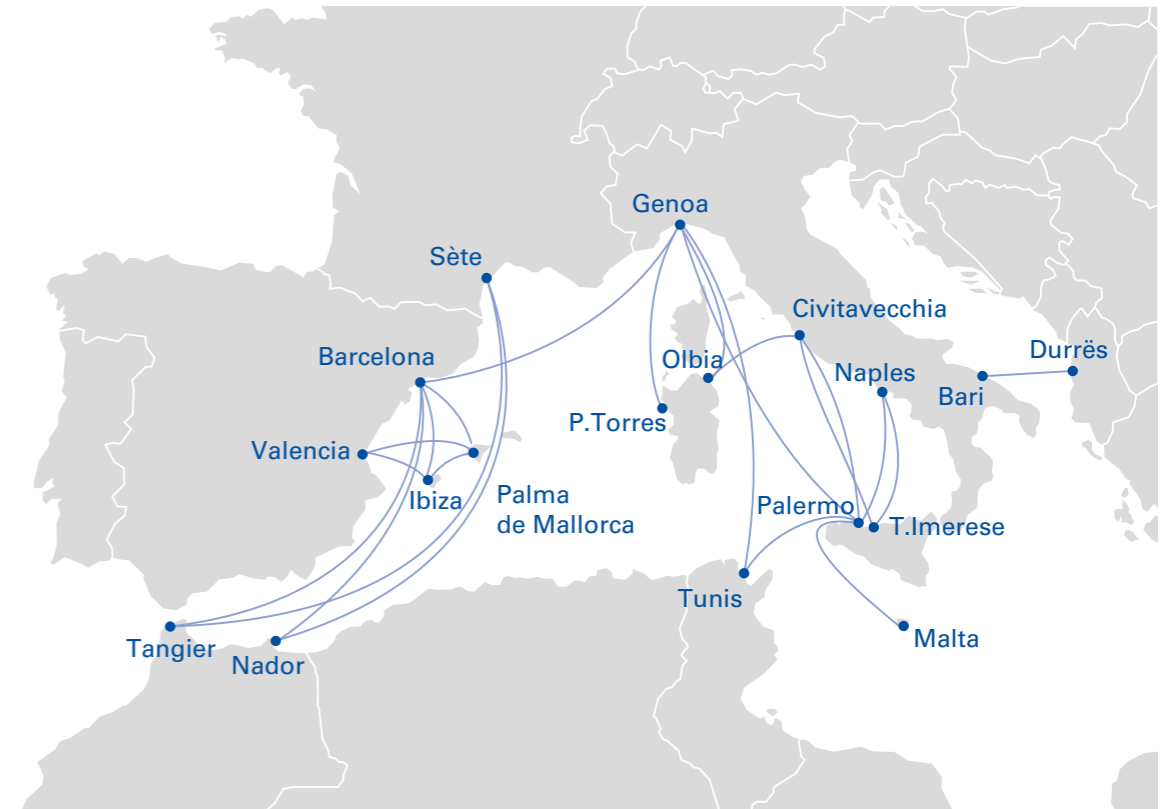 Genoa
Sète
Civitavecchia
Barcelona
Olbia
Naples
Durrës
Bari
P.Torres
Valencia
Ibiza
Palma
de Mallorca
Palermo
T.Imerese
Tunis
Tangier
Nador
Malta